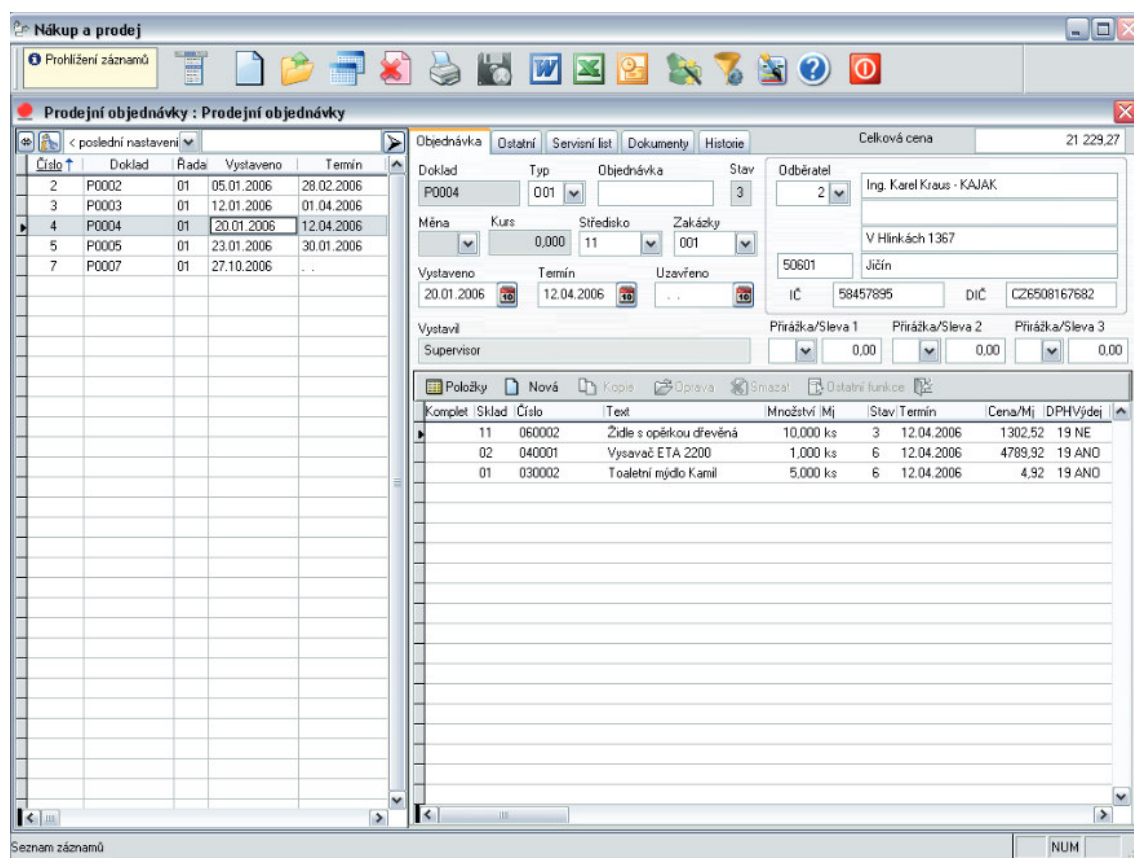 Nákup a prodej
Prohlížení záznamů
Prodejní objednávky : Prodejní objednávky
< poslední nastavení
Číslo Doklad Řada Vystaveno Termín
2 P0002 01 05.01.2006 28.02.2006
3 P0003 01 12.01.2006 01.04.2006
4 P0004 01 20.01.2006 12.04.2006
5 P0005 01 23.01.2006 30.01.2006
7 P0007 01 27.10.2006 . .
Objednávka Ostatní Servisní list Dokumenty Historie Celková cena 21 229,27
Doklad Typ Objednávka Stav Odběratel
P0004 001 3 2 Ing. Karel Kraus - KAJAK
Měna Kurs Středisko Zakázky
0,000 11 001 V Hlinkách 1367
50601 Jičín
Vystaveno Termín Uzavřeno
20.01.2006 12.04.2006 . . IČ 58457895 DIČ CZ6508167682
Vystavil Přirážka/Sleva 1 Přirážka/Sleva 2 Přirážka/Sleva 3
Supervisor 0,00 0,00 0,00
Položky Nová Kopie Oprava Smazat Ostatní funkce
Komplet Sklad Číslo Text Množství Mj Stav Termín Cena/Mj DPH Výdej
11 060002 Židle s opěrkou dřevěná 10,000 ks 3 12.04.2006 1302,52 19 NE
02 040001 Vysavač ETA 2200 1,000 ks 6 12.04.2006 4789,92 19 ANO
01 030002 Toaletní mýdlo Kamil 5,000 ks 6 12.04.2006 4,92 19 ANO
Seznam záznamů NUM